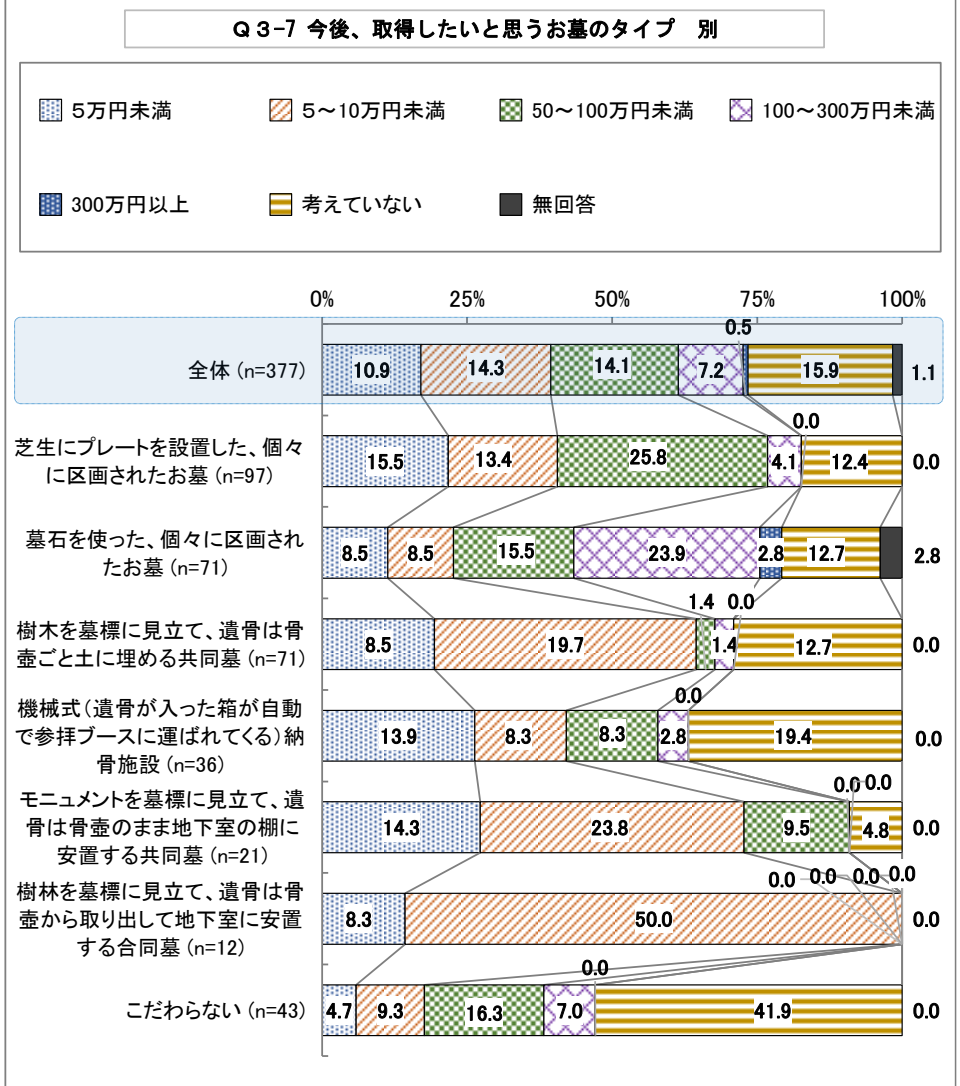 Q3-7 今後、取得したいと思うお墓のタイプ 別
5万円未満 5～10万円未満 50～100万円未満 100～300万円未満
300万円以上 考えていない 無回答
0% 25% 50% 75% 100%
0.5
全体 (n=377) 10.9 14.3 14.1 7.2 15.9 1.1
0.0
芝生にプレートを設置した、個々
に区画されたお墓 (n=97)
15.5 13.4 25.8 4.1 12.4 0.0
墓石を使った、個々に区画され
たお墓 (n=71)
8.5 8.5 15.5 23.9 2.8 12.7 2.8
1.4 0.0
樹木を墓標に見立て、遺骨は骨
壺ごと土に埋める共同墓 (n=71)
8.5 19.7 1.4 12.7 0.0
0.0
機械式（遺骨が入った箱が自動
で参拝ブースに運ばれてくる）納
骨施設 (n=36)
13.9 8.3 8.3 2.8 19.4 0.0
0.0 0.0
モニュメントを墓標に見立て、遺
骨は骨壺のまま地下室の棚に
安置する共同墓 (n=21)
14.3 23.8 9.5 4.8 0.0
0.0 0.0 0.0 0.0
樹林を墓標に見立て、遺骨は骨
壺から取り出して地下室に安置
する合同墓 (n=12)
8.3 50.0 0.0
0.0
こだわらない (n=43) 4.7 9.3 16.3 7.0 41.9 0.0